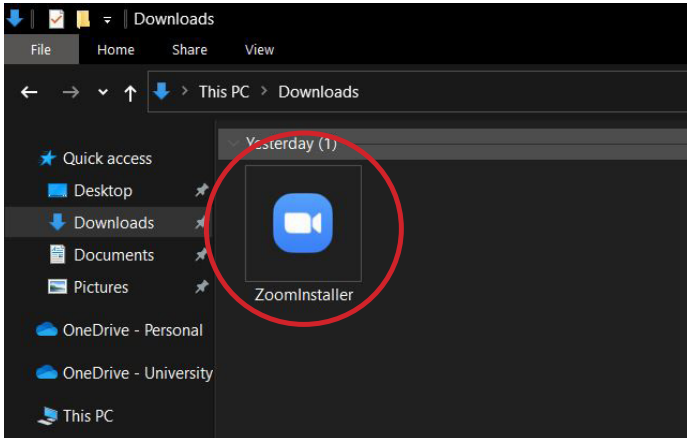 Downloads
File Home Share View
This PC > Downloads
Yesterday (1)
Quick access
Desktop
Downloads
Documents
Pictures
OneDrive - Personal
OneDrive - University
This PC
ZoomInstaller